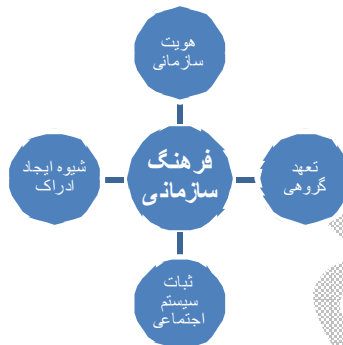 هویت
سازمانی
شیوه ایجاد
ادراک
فرهنگ
سازمانی
تعهد
گروهی
ثبات
سیستم
اجتماعی